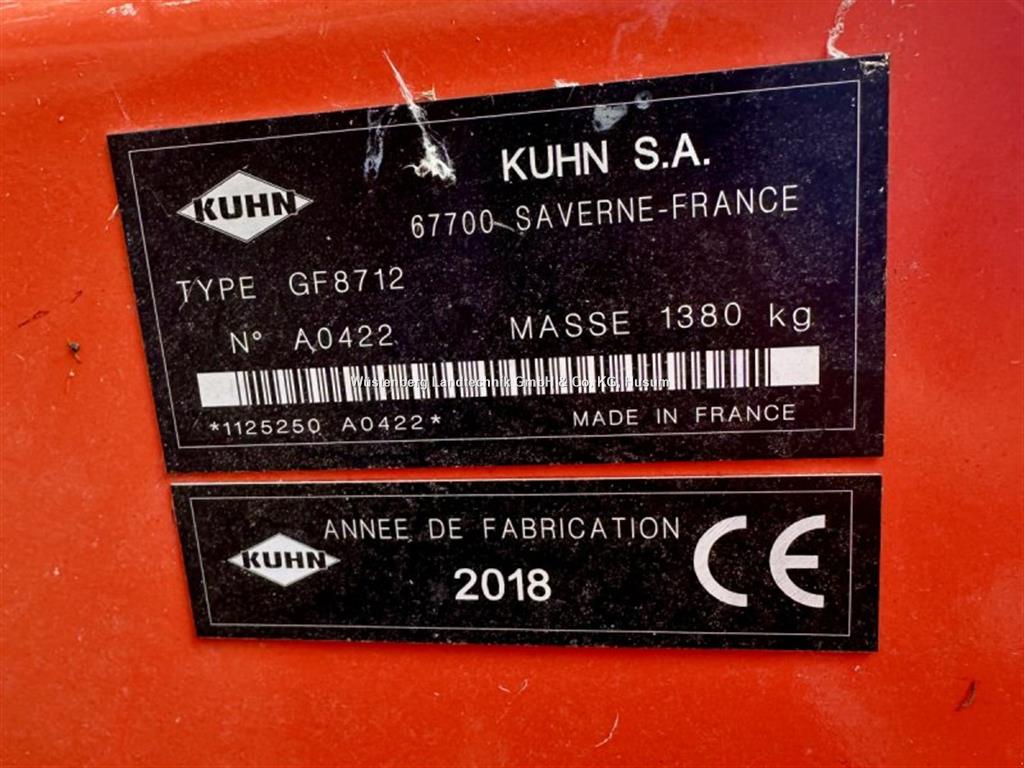 KUHN
KUHN S.A.
67700 SAVERNE-FRANCE
TYPE GF8712
N° A0422 MASSE 1380 kg
Wüstenberg Landtechnik GmbH & Co. KG, Husum
*1125250 A0422* MADE IN FRANCE
KUHN
ANNEE DE FABRICATION
2018
CE